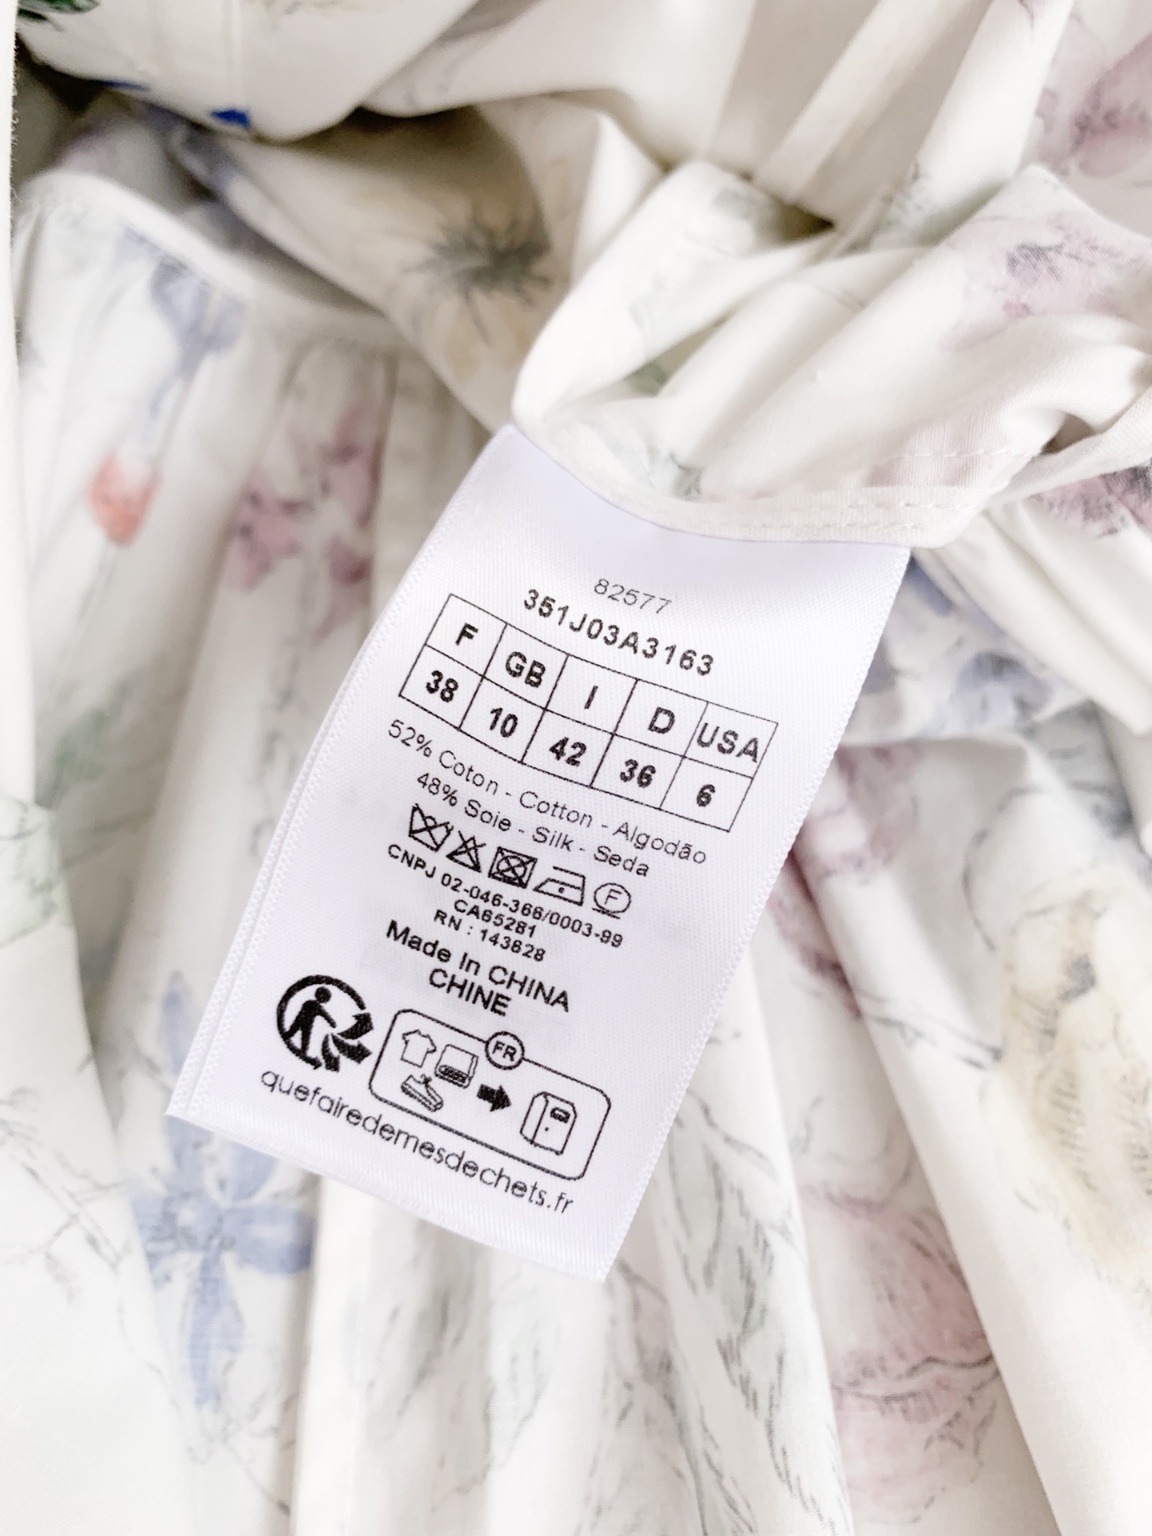 82577
351J03A3163
F GB I D USA
38 10 42 36 6
52% Coton - Cotton - Algodão
48% Soie - Silk - Seda
F
CNPJ 02-046-366/0003-99
CA65281
RN : 143828
Made In CHINA
CHINE
FR
quefairedemesdechets.fr